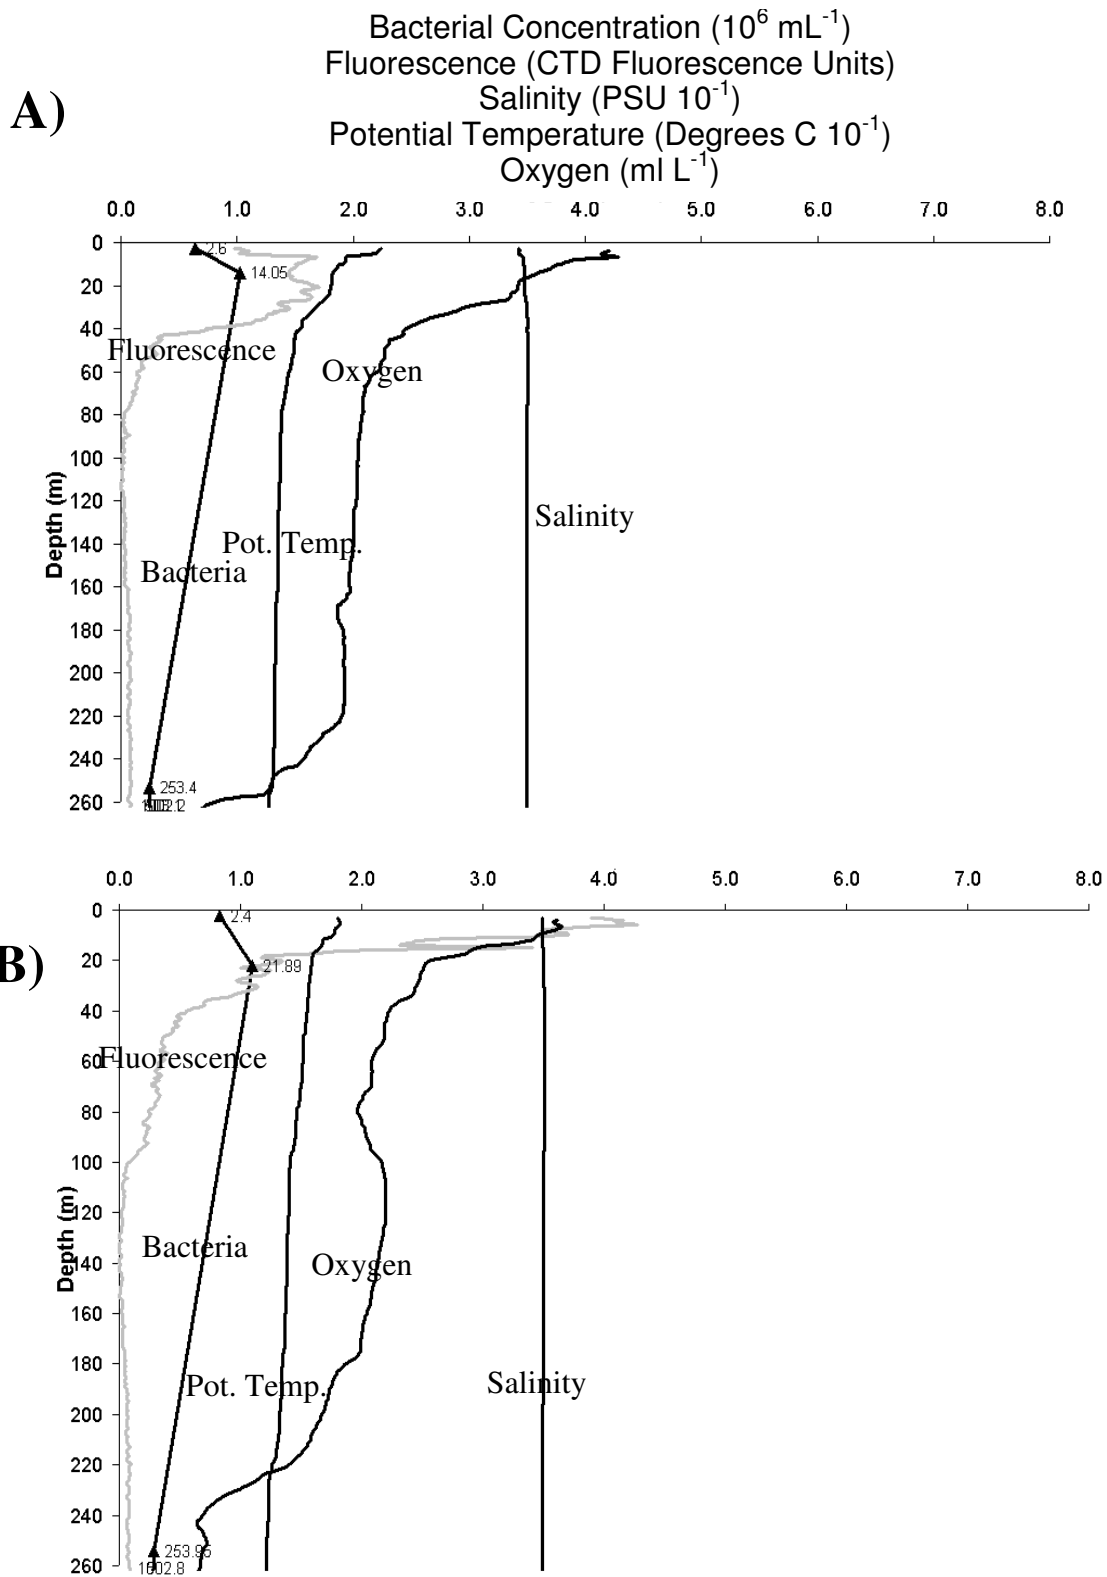 Bacterial Concentration (10⁶ mL⁻¹)
Fluorescence (CTD Fluorescence Units)
Salinity (PSU 10⁻¹)
Potential Temperature (Degrees C 10⁻¹)
Oxygen (ml L⁻¹)
A)
0.0 1.0 2.0 3.0 4.0 5.0 6.0 7.0 8.0
0
2.6
14.05
20
40
Fluorescence
60
Oxygen
80
100
120
Salinity
Depth (m)
140
Pot. Temp.
Bacteria
160
180
200
220
240
253.4
260
0.0 1.0 2.0 3.0 4.0 5.0 6.0 7.0 8.0
0
2.4
B)
20
21.89
40
60
Fluorescence
80
100
120
Depth (m)
Bacteria
140
Oxygen
160
180
Pot. Temp.
Salinity
200
220
240
253.95
260